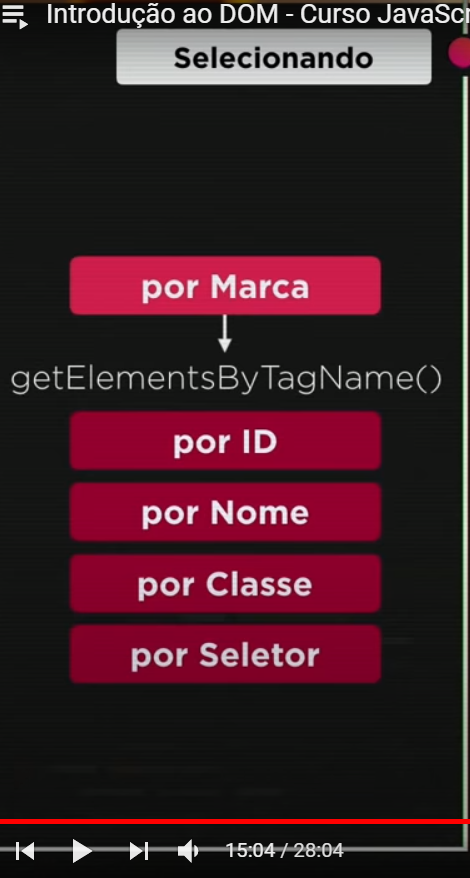 Introdução ao DOM - Curso JavaScr
Selecionando
por Marca
getElementsByTagName()
por ID
por Nome
por Classe
por Seletor
15:04 / 28:04